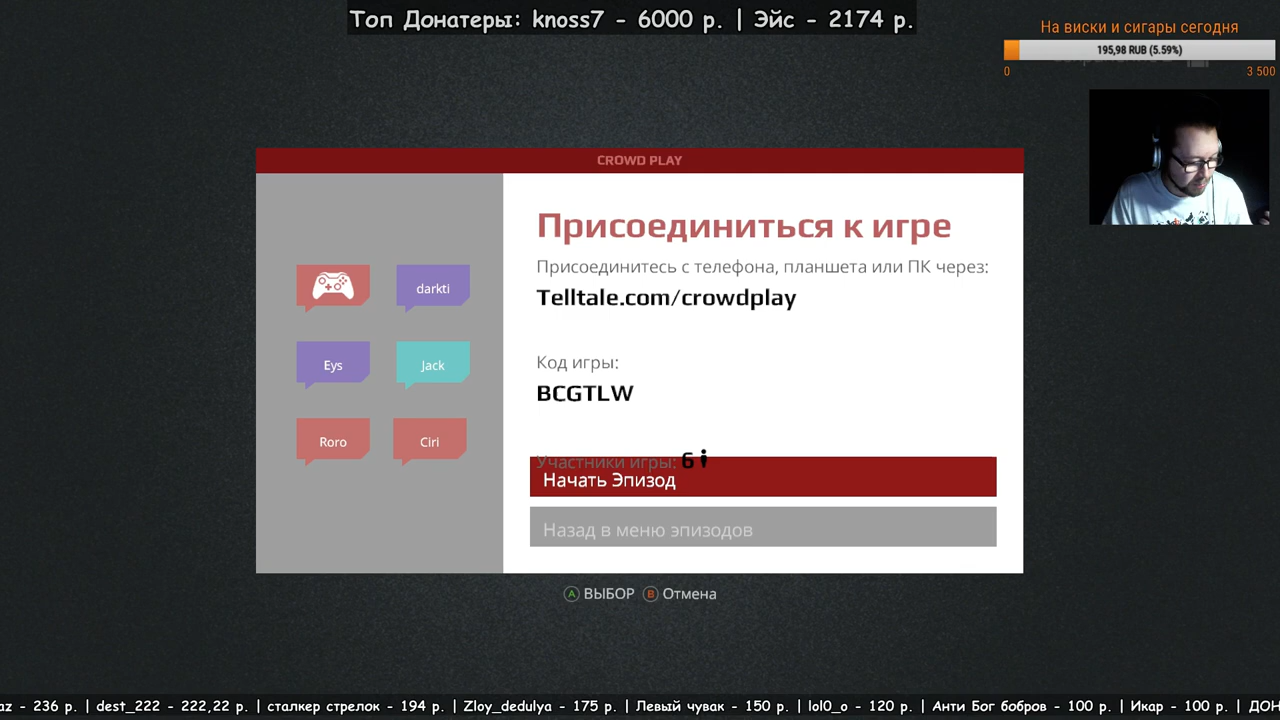 Топ Донатеры: knoss7 - 6000 р. | Эйс - 2174 р.
На виски и сигары сегодня
195,98 RUB (5.59%)
0
3 500
CROWD PLAY
Присоединиться к игре
Присоединитесь с телефона, планшета или ПК через:
Telltale.com/crowdplay
Код игры:
BCGTLW
Участники игры: 6
Начать Эпизод
Назад в меню эпизодов
darkti
Eys
Jack
Roro
Ciri
A ВЫБОР B Отмена
az - 236 р. | dest_222 - 222,22 р. | сталкер стрелок - 194 р. | Zloy_dedulya - 175 р. | Левый чувак - 150 р. | lol0_o - 120 р. | Анти Бог бобров - 100 р. | Икар - 100 р. | ДОН